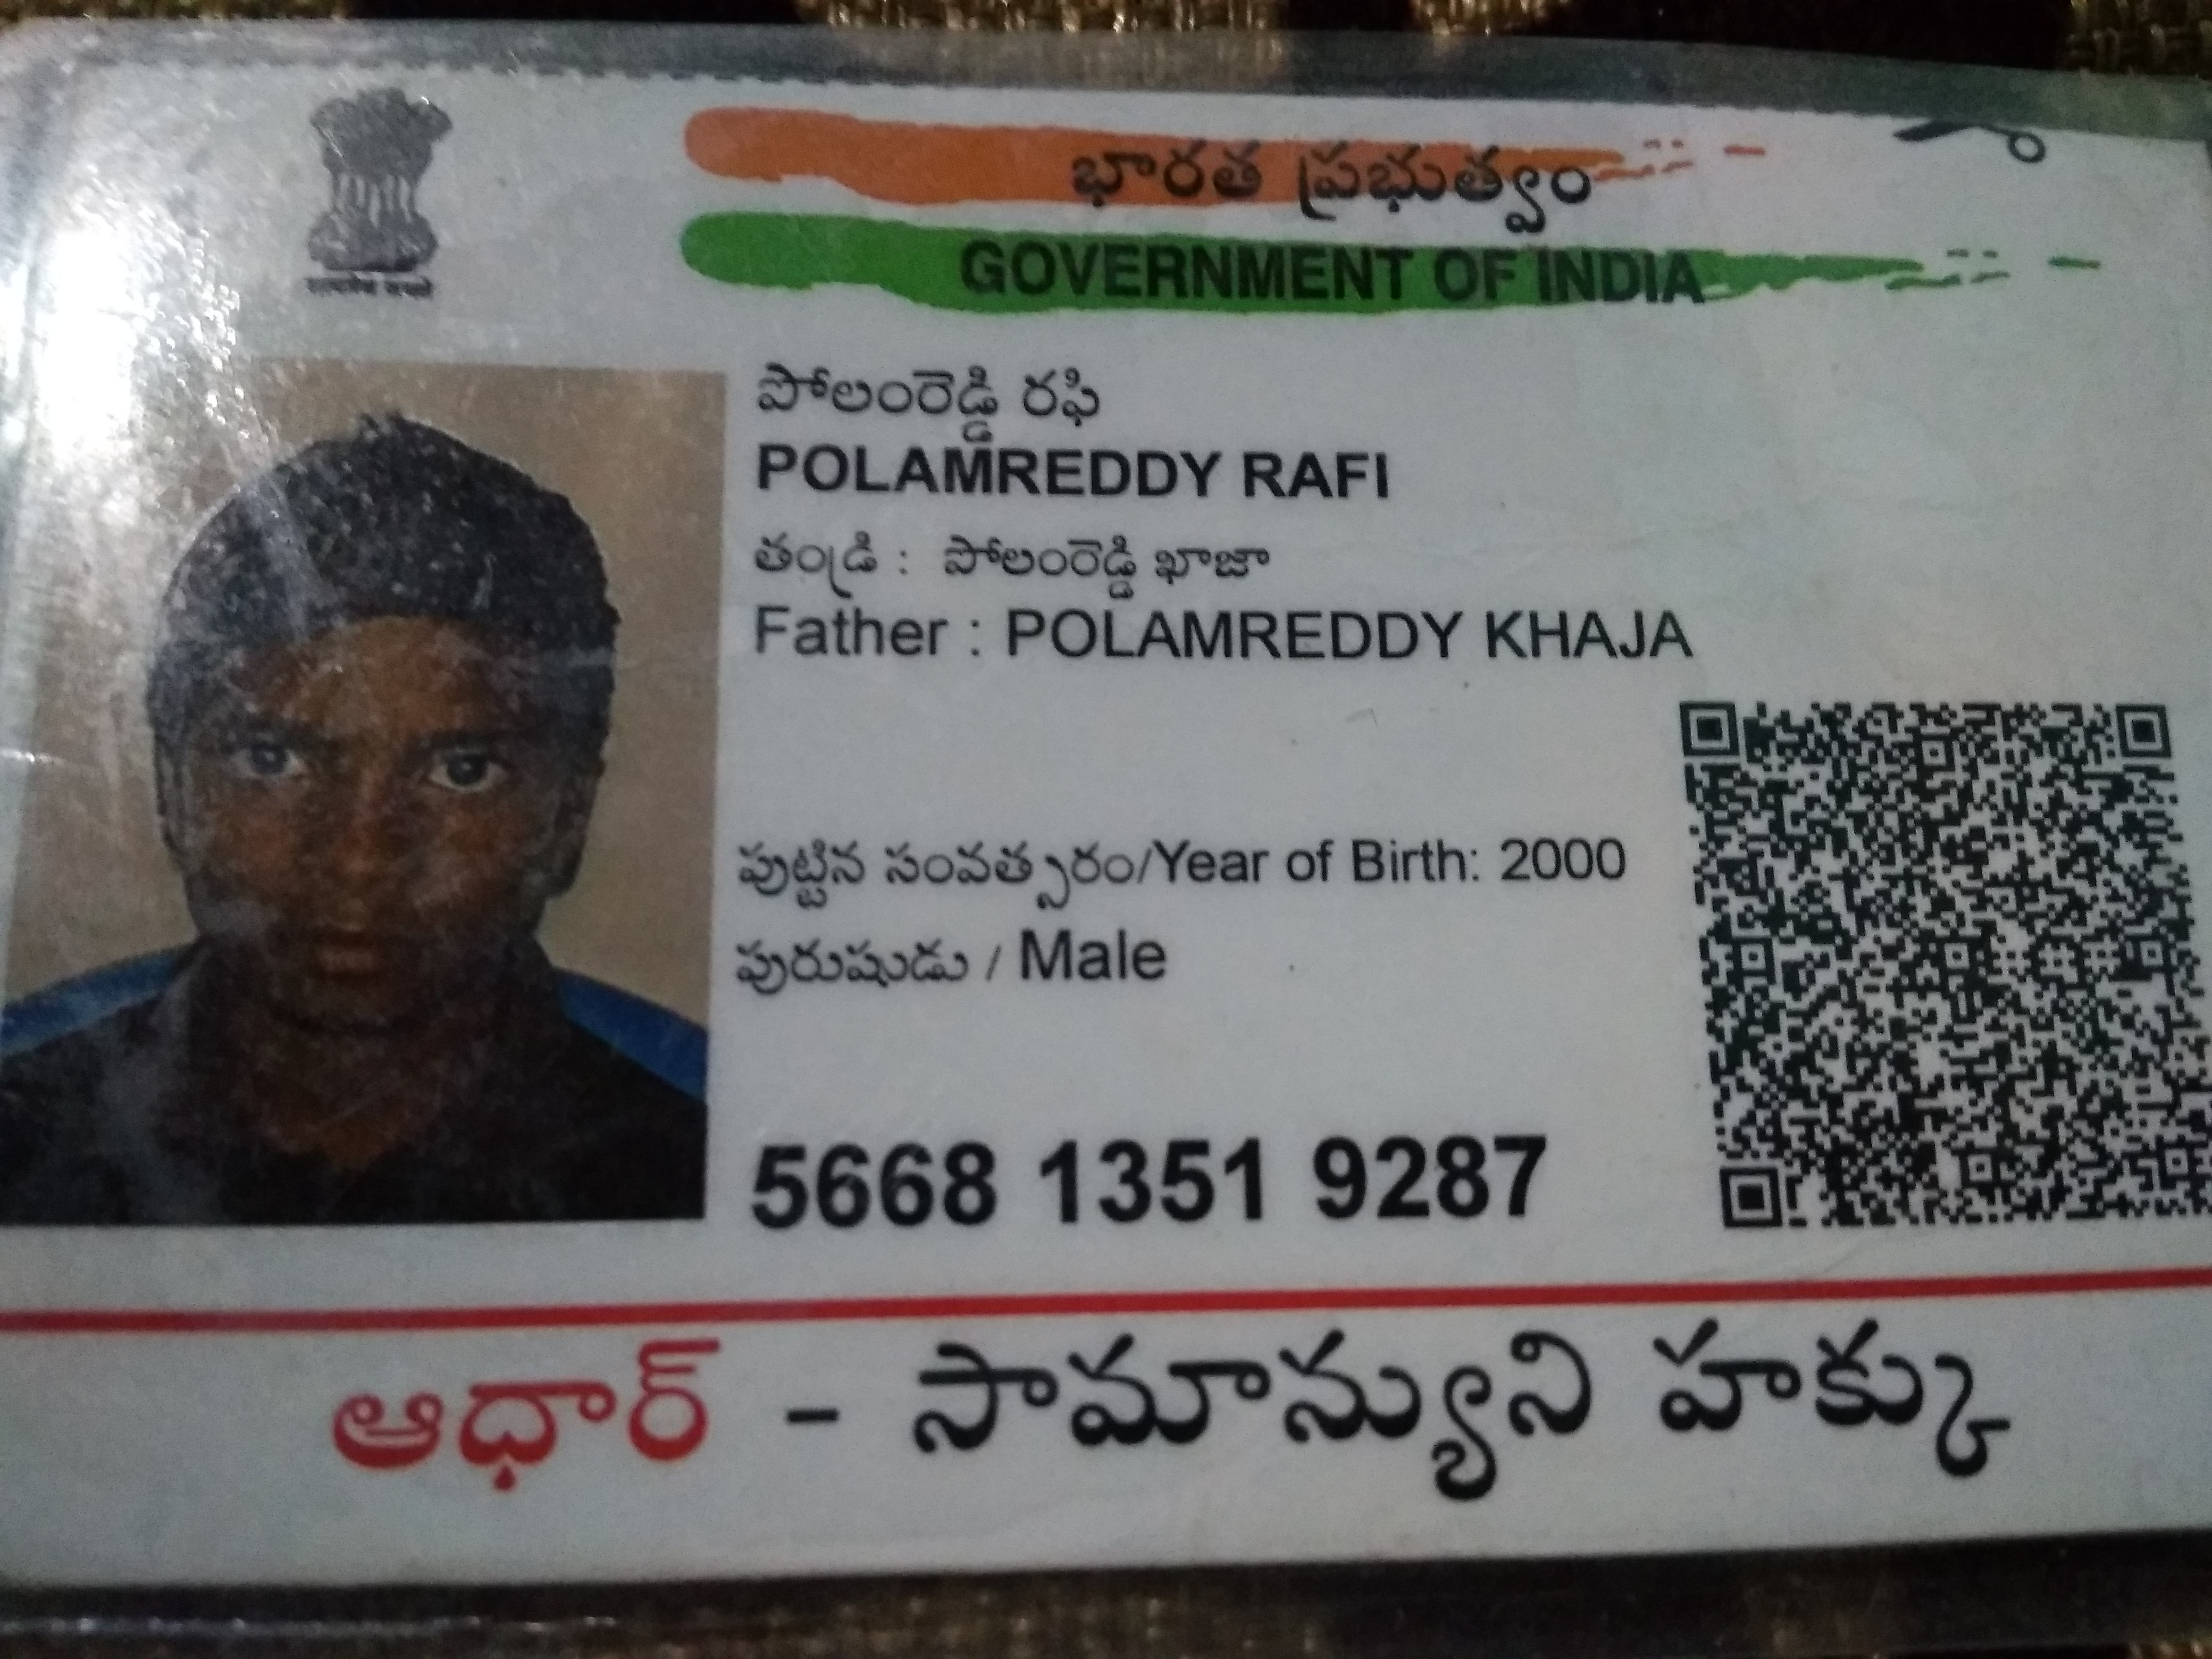 భారత ప్రభుత్వం
GOVERNMENT OF INDIA
పోలంరెడ్డి రఫి
POLAMREDDY RAFI
తండ్రి : పోలంరెడ్డి ఖాజా
Father : POLAMREDDY KHAJA
పుట్టిన సంవత్సరం/Year of Birth: 2000
పురుషుడు / Male
5668 1351 9287
ఆధార్ - సామాన్యుని హక్కు